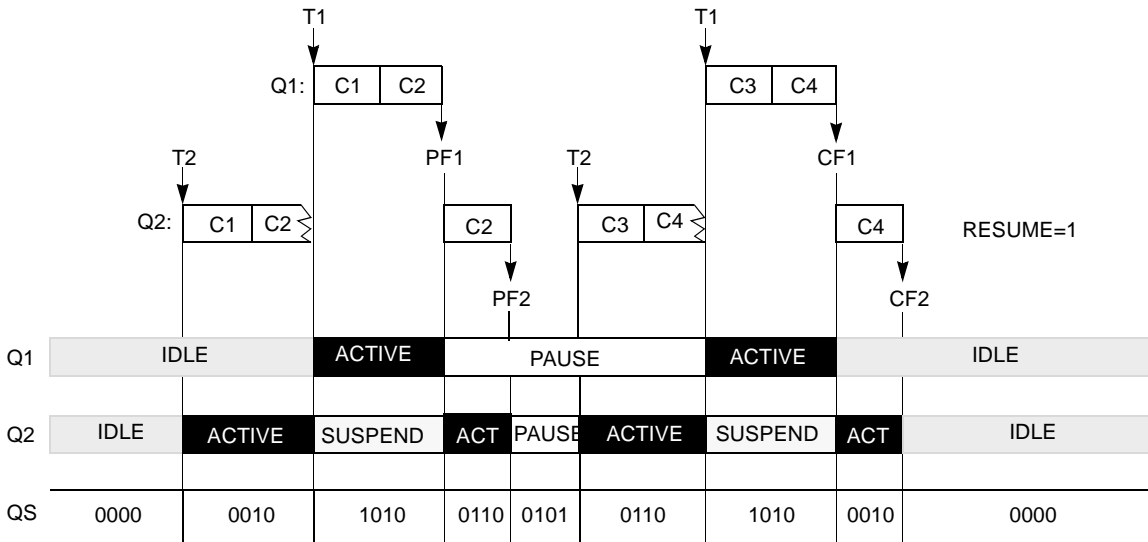 T1 T1
Q1: C1 C2 C3 C4
T2 PF1 T2 CF1
Q2: C1 C2 C2 C3 C4 C4 RESUME=1
PF2 CF2
Q1 IDLE ACTIVE PAUSE ACTIVE IDLE
Q2 IDLE ACTIVE SUSPEND ACT PAUSE ACTIVE SUSPEND ACT IDLE
QS 0000 0010 1010 0110 0101 0110 1010 0010 0000